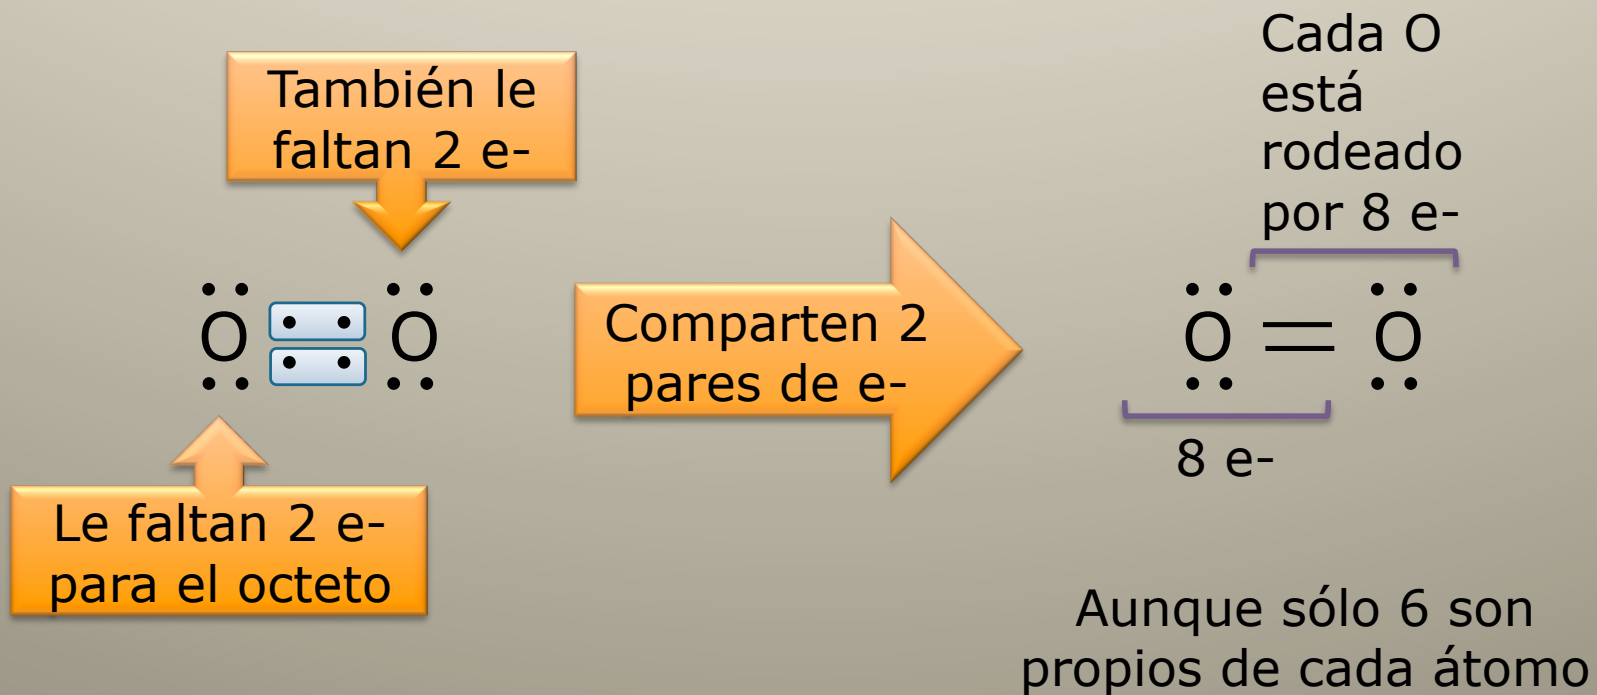 También le
faltan 2 e-
Cada O
está
rodeado
por 8 e-
O O
Comparten 2
pares de e-
O = O
8 e-
Le faltan 2 e-
para el octeto
Aunque sólo 6 son
propios de cada átomo